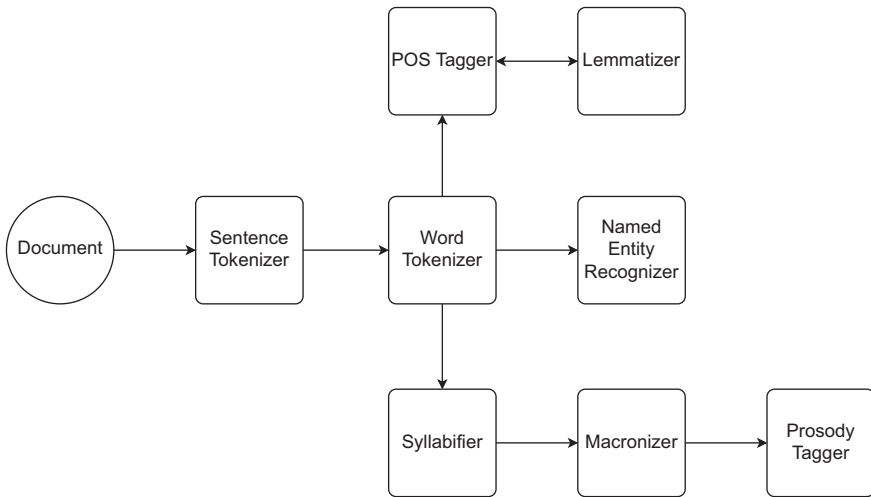 POS Tagger
Lemmatizer
Document
Sentence
Tokenizer
Word
Tokenizer
Named
Entity
Recognizer
Syllabifier
Macronizer
Prosody
Tagger